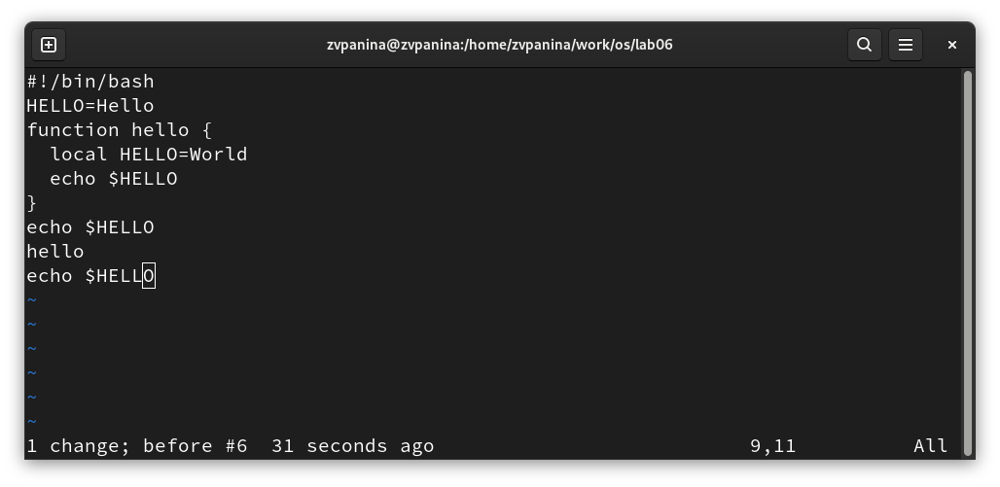 zvpanina@zvpanina:/home/zvpanina/work/os/lab06
#!/bin/bash
HELLO=Hello
function hello {
  local HELLO=World
  echo $HELLO
}
echo $HELLO
hello
echo $HELLO
~
~
~
~
~
~
1 change; before #6  31 seconds ago 9,11 All